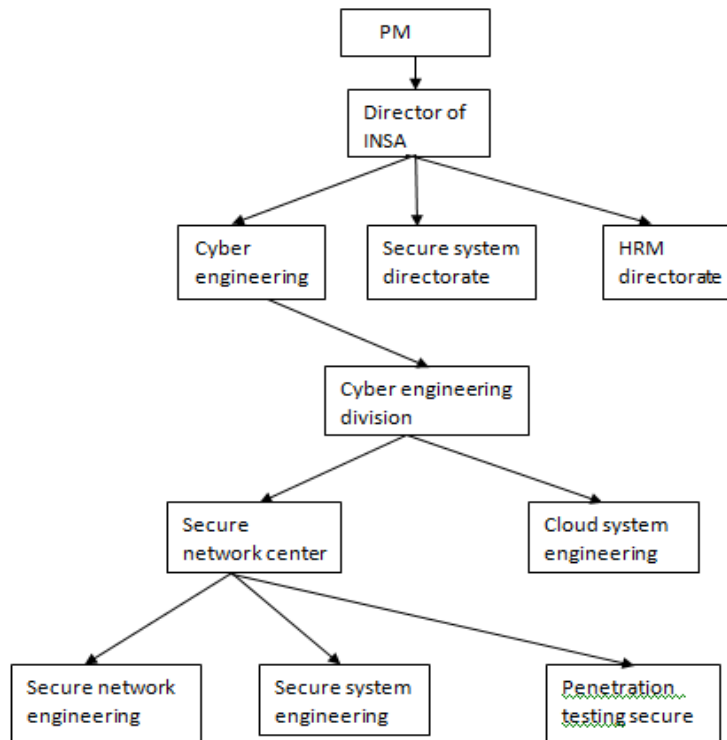 PM
Director of
INSA
Cyber
engineering
Secure system
directorate
HRM
directorate
Cyber engineering
division
Secure
network center
Cloud system
engineering
Secure network
engineering
Secure system
engineering
Penetration
testing secure